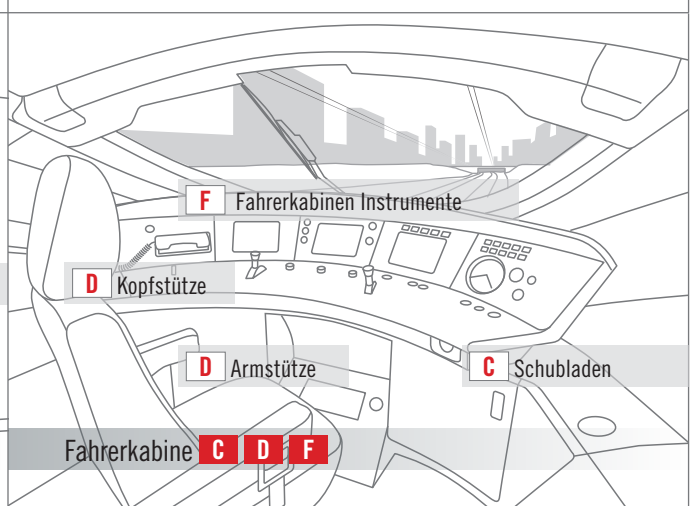 F Fahrerkabinen Instrumente
D Kopfstütze
D Armstütze
C Schubladen
Fahrerkabine C D F